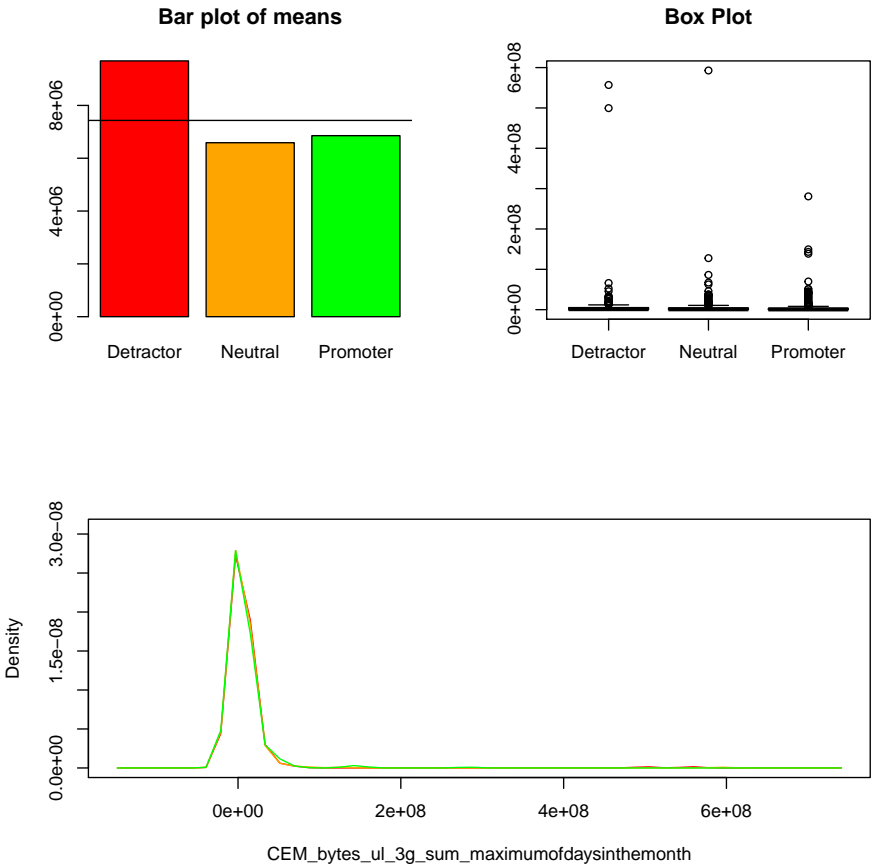 Bar plot of means
8e+06
4e+06
0e+00
Detractor Neutral Promoter
Box Plot
6e+08
4e+08
2e+08
0e+00
Detractor Neutral Promoter
Density
3.0e−08
1.5e−08
0.0e+00
0e+00 2e+08 4e+08 6e+08
CEM_bytes_ul_3g_sum_maximumofdaysinthemonth